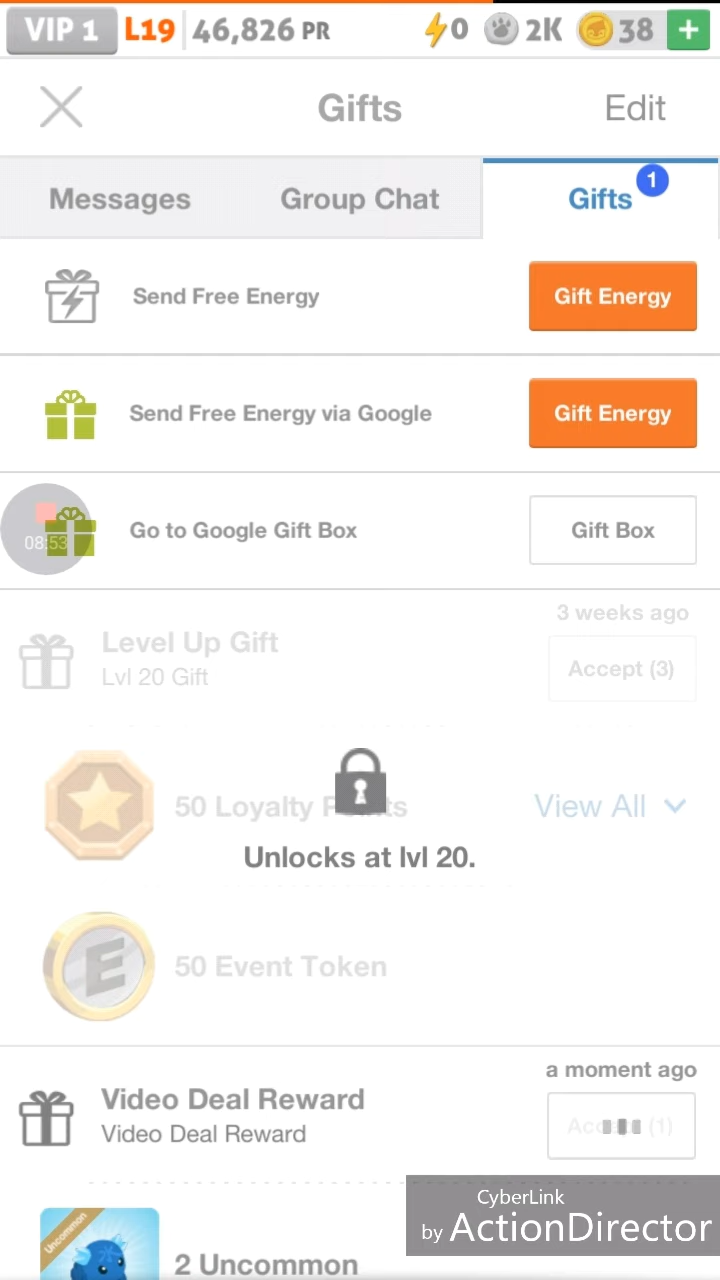 VIP 1 L19 46,826 PR 0 2K 38 +
Gifts Edit
Messages Group Chat Gifts 1
Send Free Energy Gift Energy
Send Free Energy via Google Gift Energy
08:53 Go to Google Gift Box Gift Box
3 weeks ago
Level Up Gift
Lvl 20 Gift Accept (3)
50 Loyalty Points View All
Unlocks at lvl 20.
E 50 Event Token
a moment ago
Video Deal Reward
Video Deal Reward Accept (1)
CyberLink
by ActionDirector
Uncommon
2 Uncommon